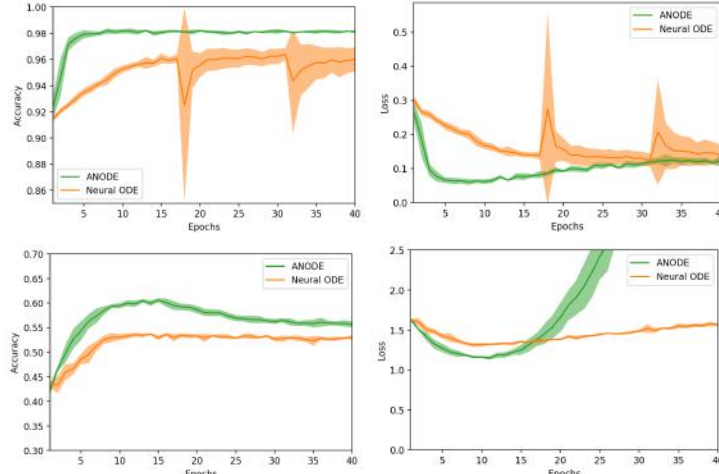 1.00
0.98
0.96
0.94
0.92
0.90
0.88
0.86
Accuracy
ANODE
Neural ODE
5 10 15 20 25 30 35 40
Epochs
0.5
0.4
0.3
0.2
0.1
0.0
Loss
ANODE
Neural ODE
5 10 15 20 25 30 35 40
Epochs
0.70
0.65
0.60
0.55
0.50
0.45
0.40
0.35
0.30
Accuracy
ANODE
Neural ODE
5 10 15 20 25 30 35 40
Epochs
2.5
2.0
1.5
1.0
0.5
0.0
Loss
ANODE
Neural ODE
5 10 15 20 25 30 35 40
Epochs